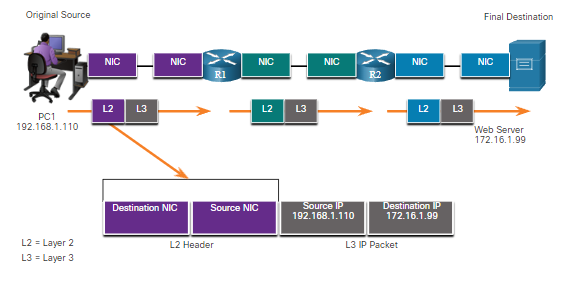 Original Source
Final Destination
NIC NIC NIC NIC NIC NIC
R1 R2
L2 L3 L2 L3 L2 L3
PC1
192.168.1.110
Web Server
172.16.1.99
Destination NIC Source NIC Source IP Destination IP
192.168.1.110 172.16.1.99
L2 = Layer 2 L2 Header L3 IP Packet
L3 = Layer 3